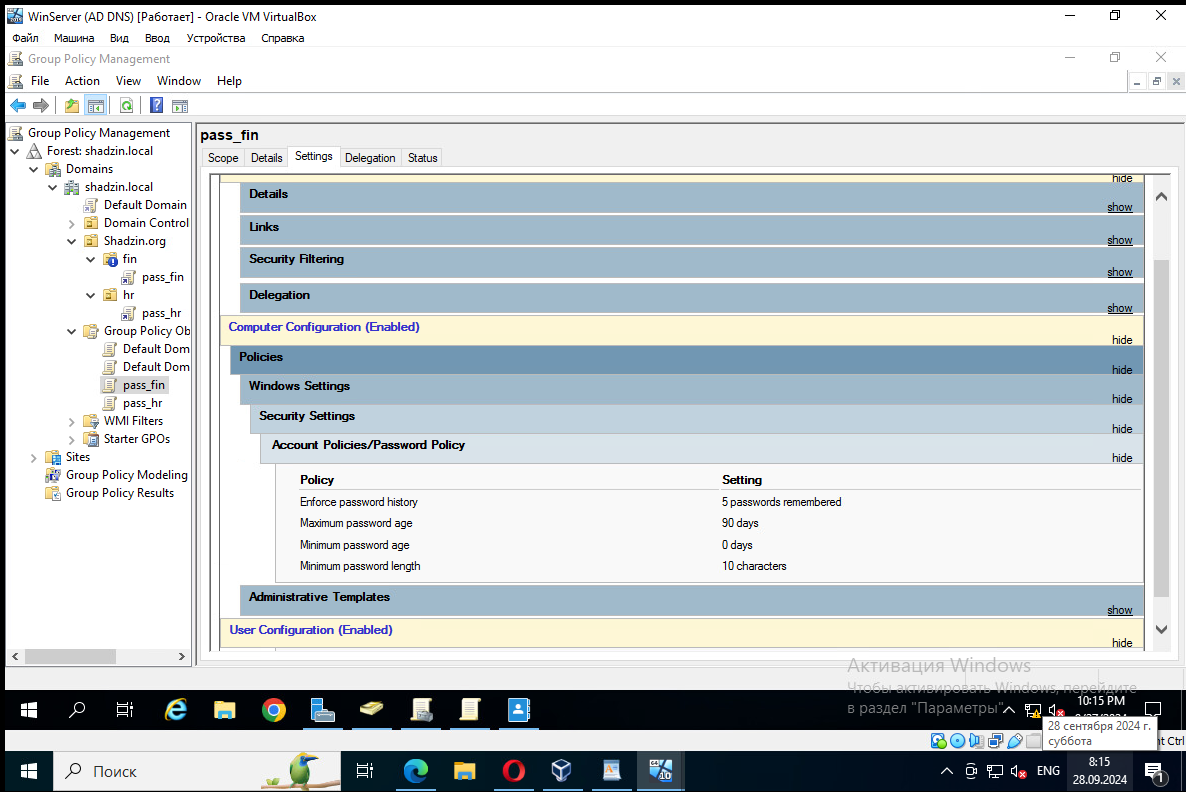 WinServer (AD DNS) [Работает] - Oracle VM VirtualBox
Файл Машина Вид Ввод Устройства Справка
Group Policy Management
File Action View Window Help
Group Policy Management
Forest: shadzin.local
Domains
shadzin.local
Default Domain
Domain Control
Shadzin.org
fin
pass_fin
hr
pass_hr
Group Policy Ob
Default Dom
Default Dom
pass_fin
pass_hr
WMI Filters
Starter GPOs
Sites
Group Policy Modeling
Group Policy Results
pass_fin
Scope Details Settings Delegation Status
hide
Details
show
Links
show
Security Filtering
show
Delegation
show
Computer Configuration (Enabled)
hide
Policies
hide
Windows Settings
hide
Security Settings
hide
Account Policies/Password Policy
hide
Policy Setting
Enforce password history 5 passwords remembered
Maximum password age 90 days
Minimum password age 0 days
Minimum password length 10 characters
Administrative Templates
show
User Configuration (Enabled)
hide
Активация Windows
Чтобы активировать Windows, перейдите
в раздел "Параметры"
10:15 PM
28 сентября 2024 г.
суббота
nt Ctrl
Поиск
ENG
8:15
28.09.2024
1